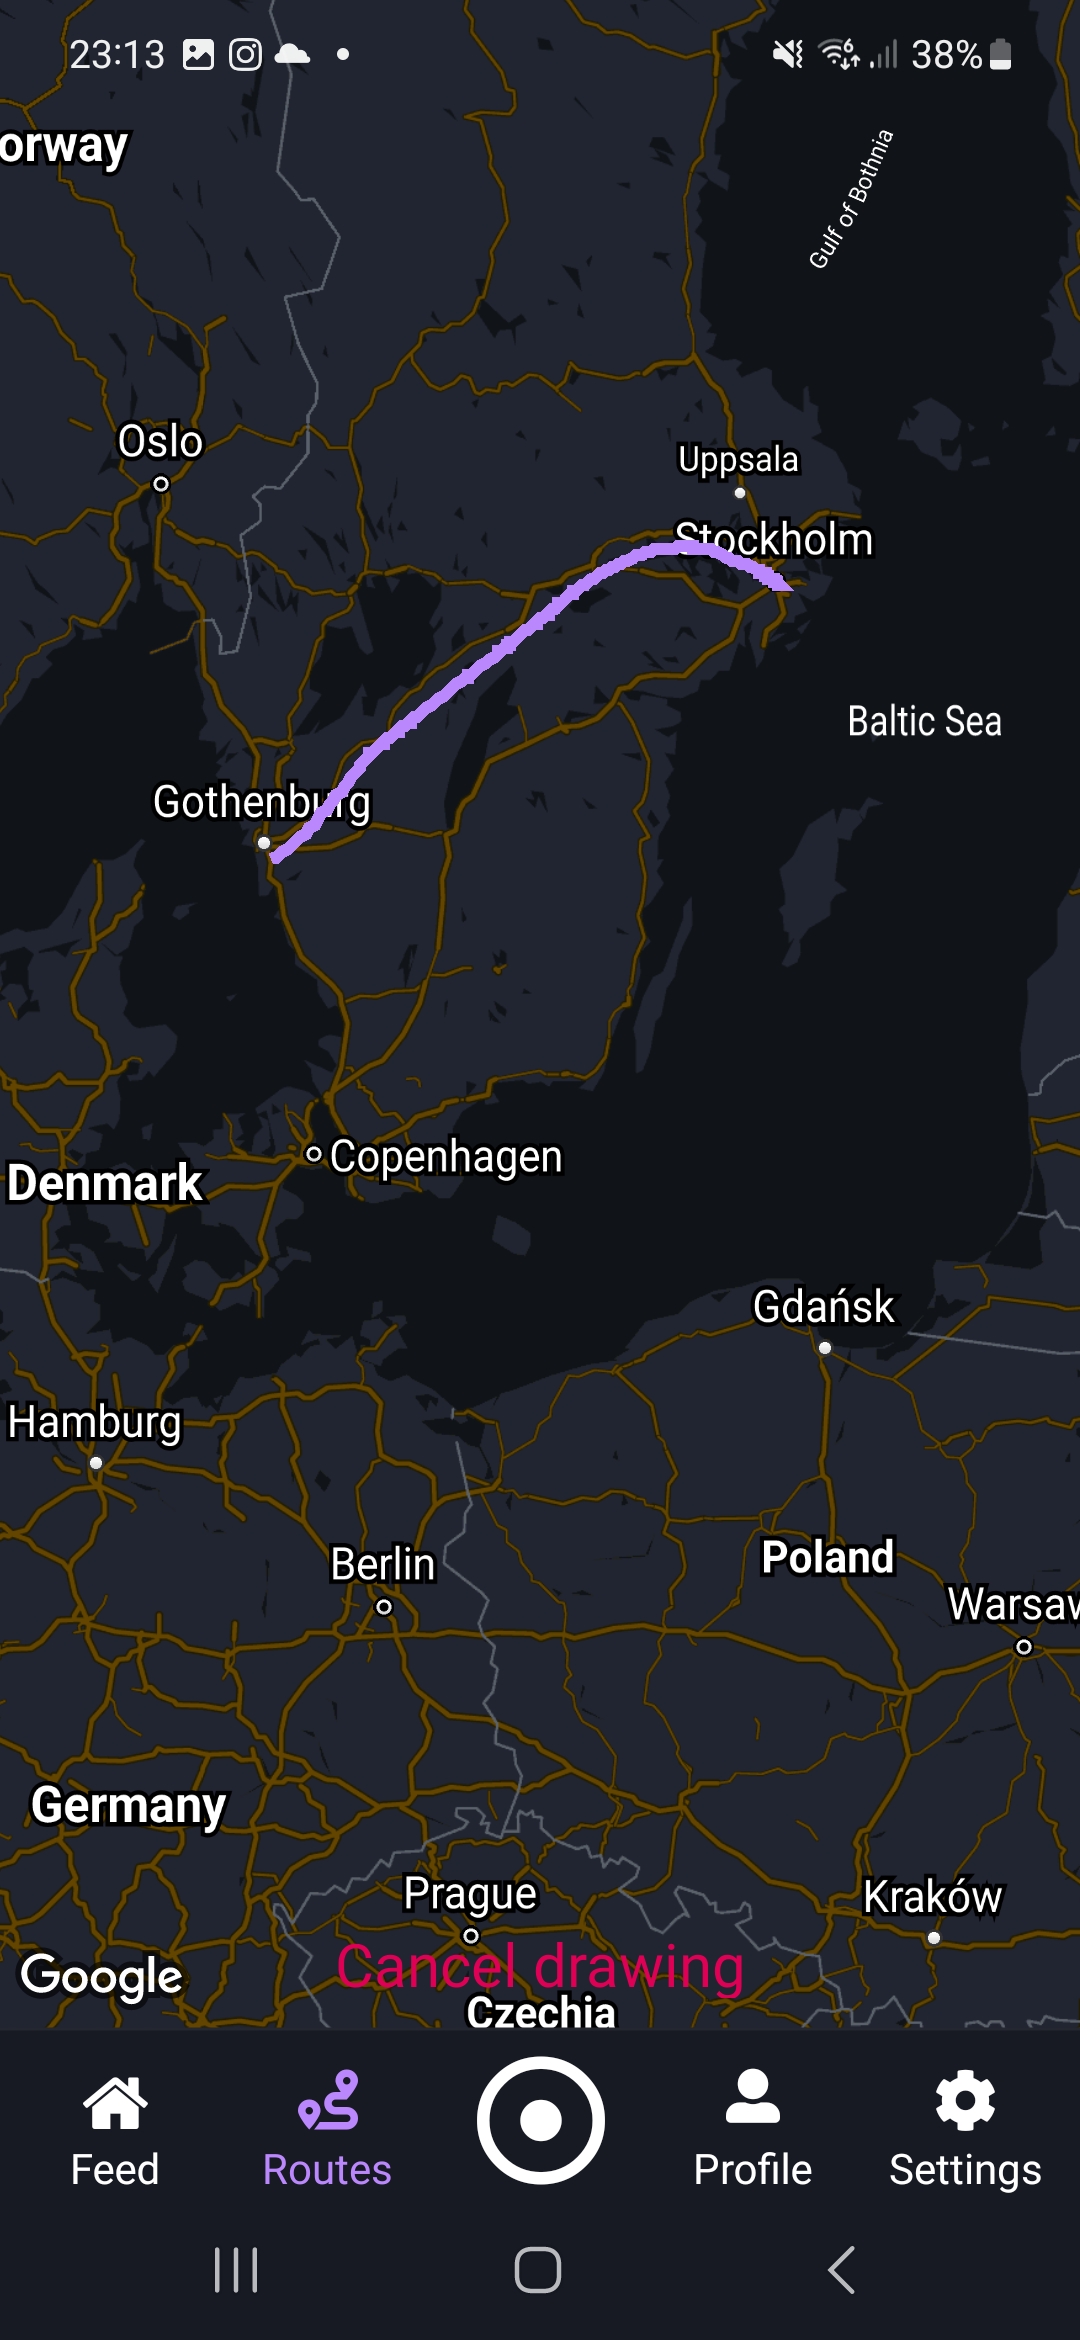 23:13
38%
orway
Gulf of Bothnia
Oslo
Uppsala
Stockholm
Baltic Sea
Gothenburg
Copenhagen
Denmark
Gdańsk
Hamburg
Berlin
Poland
Warsaw
Germany
Prague
Kraków
Google
Cancel drawing
Czechia
Feed
Routes
Profile
Settings